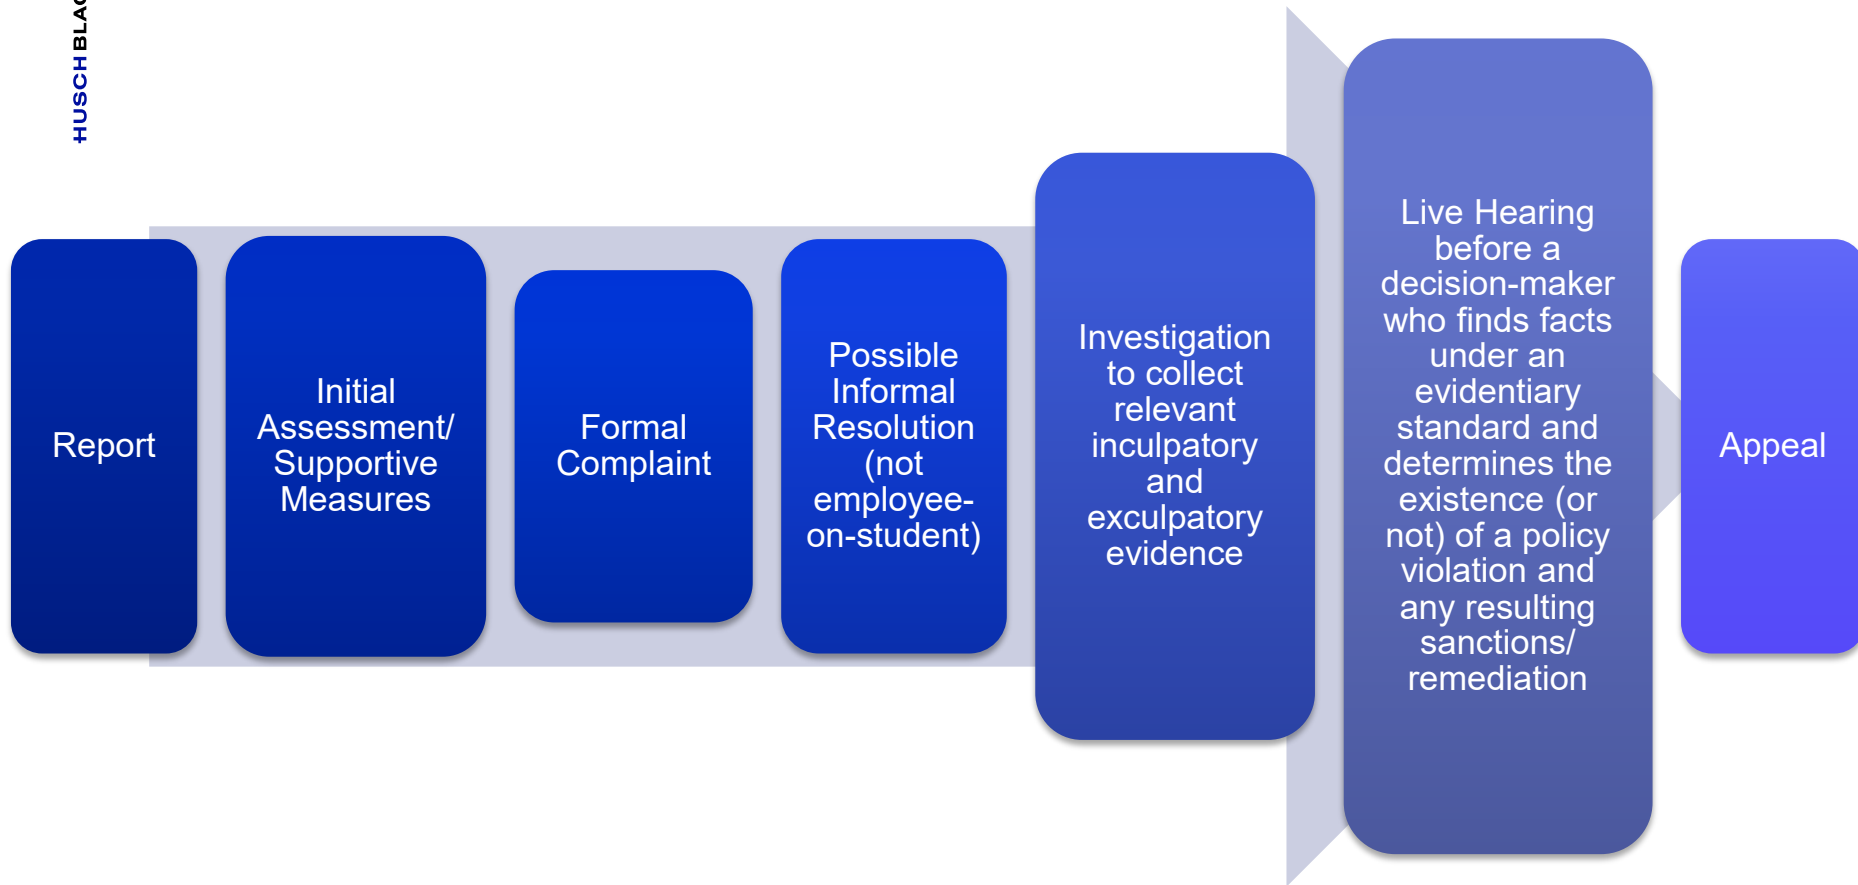 HUSCH
Report
Initial
Assessment/
Supportive
Measures
Formal
Complaint
Possible
Informal
Resolution
(not
employee-
on-student)
Investigation
to collect
relevant
inculpatory
and
exculpatory
evidence
Live Hearing
before a
decision-maker
who finds facts
under an
evidentiary
standard and
determines the
existence (or
not) of a policy
violation and
any resulting
sanctions/
remediation
Appeal